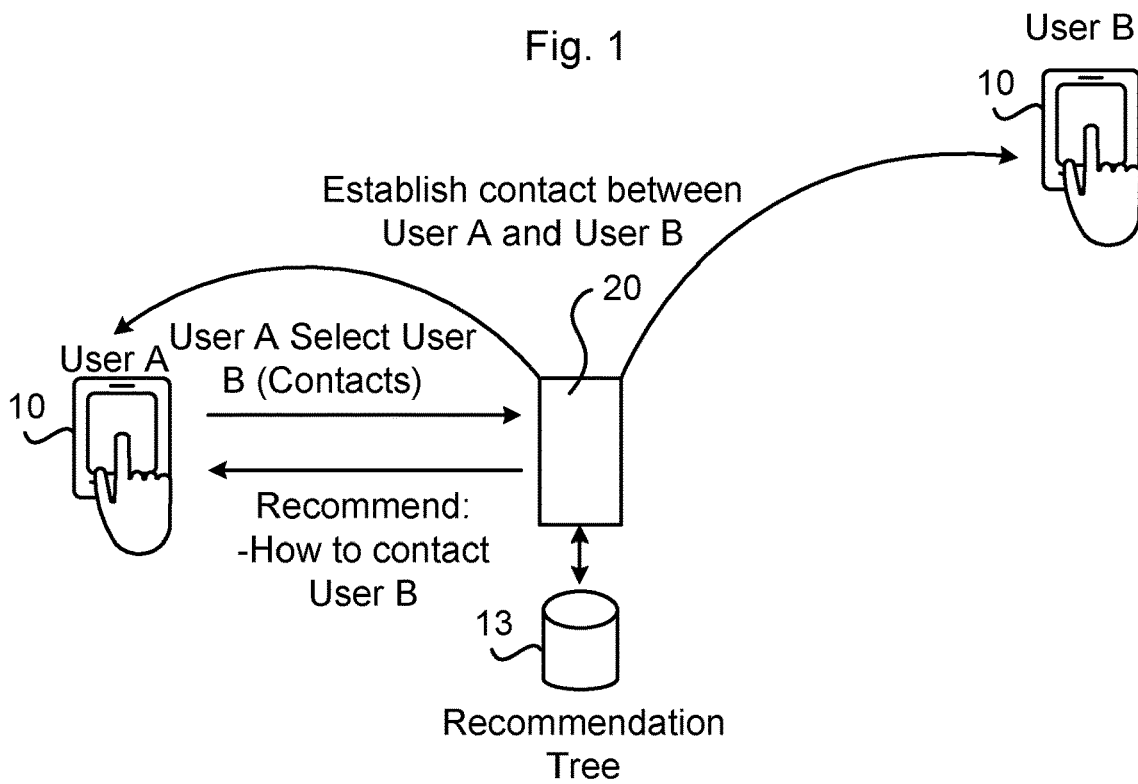 Fig. 1
User B
10
Establish contact between
User A and User B
20
User A Select User
B (Contacts)
User A
10
Recommend:
-How to contact
User B
13
Recommendation
Tree